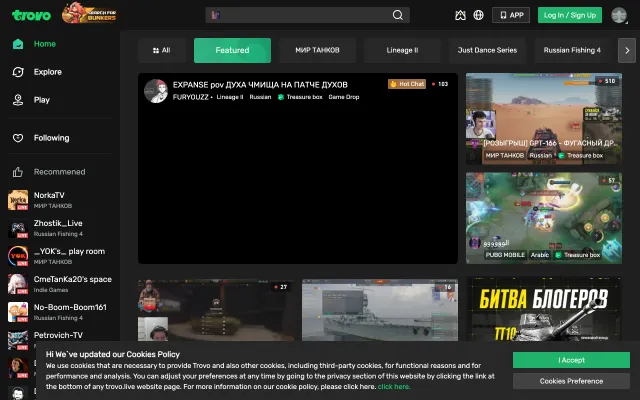 trovo
SEARCH FOR
BUNKERS
APP
Log In / Sign Up
Home
Explore
Play
Following
Recommened
NorkaTV
МИР ТАНКОВ
LIVE
Zhostik_Live
Russian Fishing 4
LIVE
_YOK's_ play room
МИР ТАНКОВ
YOK
LIVE
CmeTanKa20's space
Indie Games
LIVE
No-Boom-Boom161
Russian Fishing 4
LIVE
Petrovich-TV
All
Featured
МИР ТАНКОВ
Lineage II
Just Dance Series
Russian Fishing 4
EXPANSE pov ДУХА ЧМИЩА НА ПАТЧЕ ДУХОВ
FURYOUZZ • Lineage II Russian Treasure box Game Drop
Hot Chat
103
510
[РОЗЫГРЫШ] GPT-166 - ФУГАСНЫЙ ДР...
МИР ТАНКОВ Russian Treasure box
57
PUBG MOBILE Arabic Treasure box
27
16
БИТВА БЛОГЕРОВ
Hi We`ve updated our Cookies Policy
We use cookies that are necessary to provide Trovo and also other cookies, including third-party cookies, for functional reasons and for
performance and analysis. You can adjust your preferences at any time by going to the privacy section of this website by clicking the link at
the bottom of any trovo.live website page. For more information on our cookie policy, please click here. click here.
I Accept
Cookies Preference